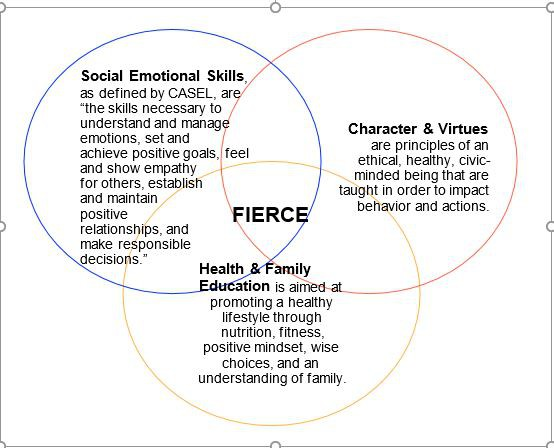 Social Emotional Skills,
as defined by CASEL, are
“the skills necessary to
understand and manage
emotions, set and
achieve positive goals, feel
and show empathy
for others, establish
and maintain
positive
relationships, and
make responsible
decisions.”
Character & Virtues
are principles of an
ethical, healthy, civic-
minded being that are
taught in order to impact
behavior and actions.
FIERCE
Health & Family
Education is aimed at
promoting a healthy
lifestyle through
nutrition, fitness,
positive mindset, wise
choices, and an
understanding of family.